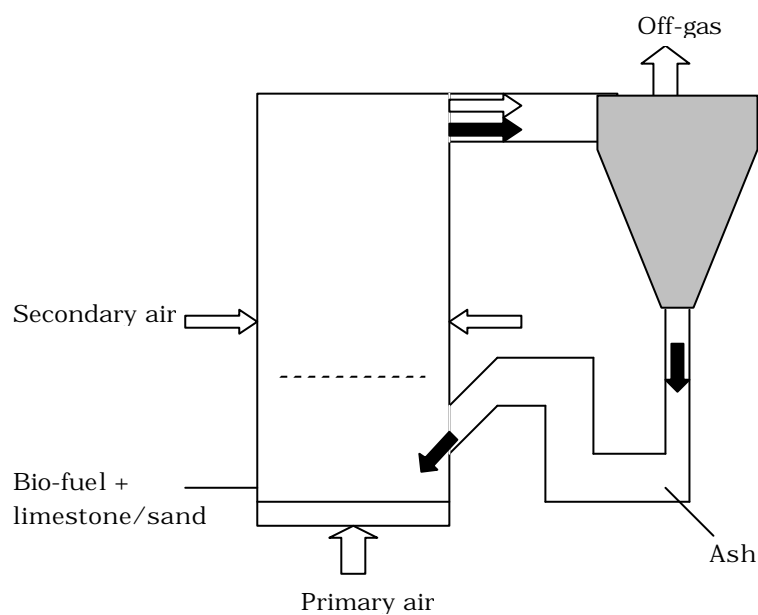 Off-gas
Secondary air
Bio-fuel +
limestone/sand
Ash
Primary air